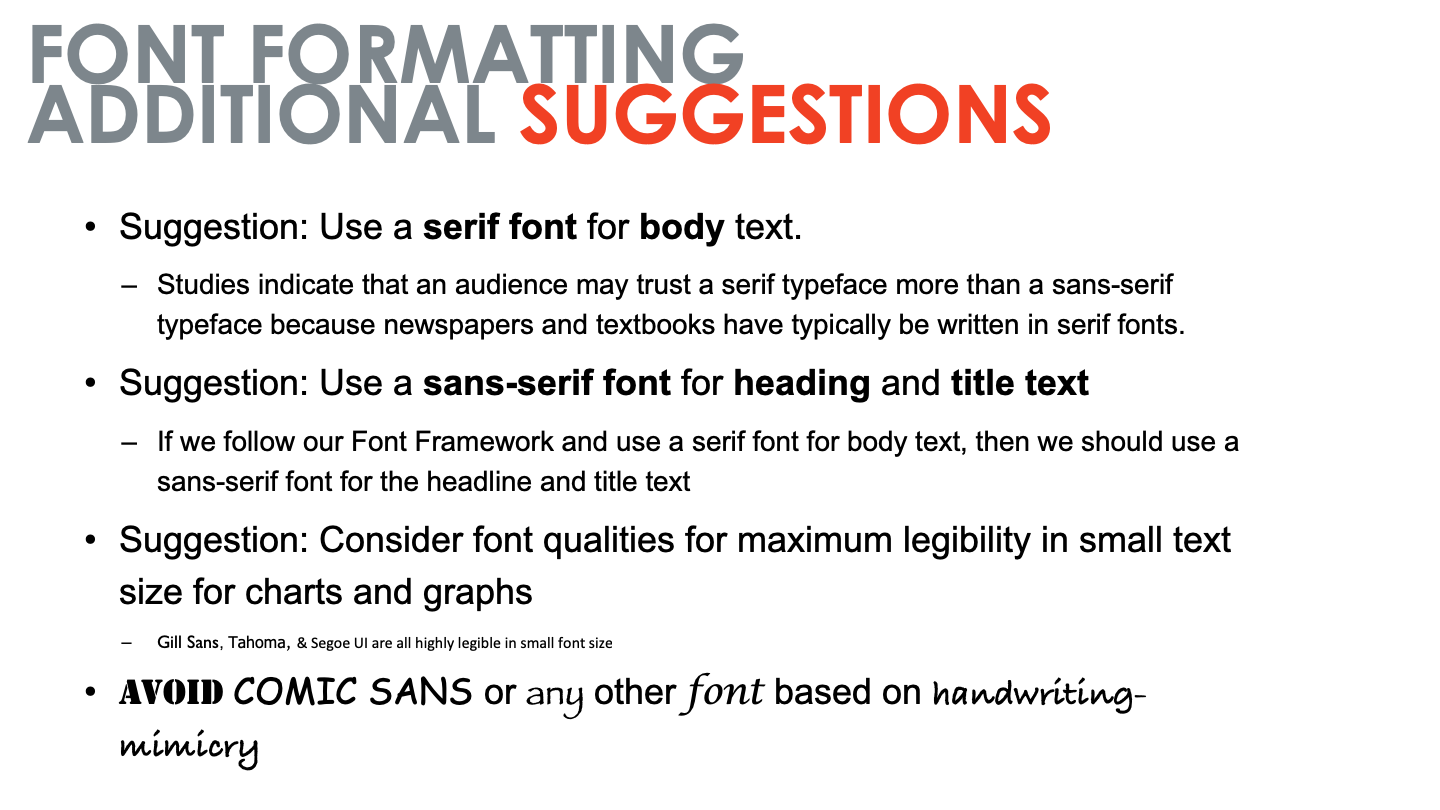 FONT FORMATTING
ADDITIONAL SUGGESTIONS
• Suggestion: Use a serif font for body text.
– Studies indicate that an audience may trust a serif typeface more than a sans-serif
typeface because newspapers and textbooks have typically be written in serif fonts.
• Suggestion: Use a sans-serif font for heading and title text
– If we follow our Font Framework and use a serif font for body text, then we should use a
sans-serif font for the headline and title text
• Suggestion: Consider font qualities for maximum legibility in small text
size for charts and graphs
– Gill Sans, Tahoma, & Segoe UI are all highly legible in small font size
• AVOID COMIC SANS or any other font based on handwriting-
mimicry